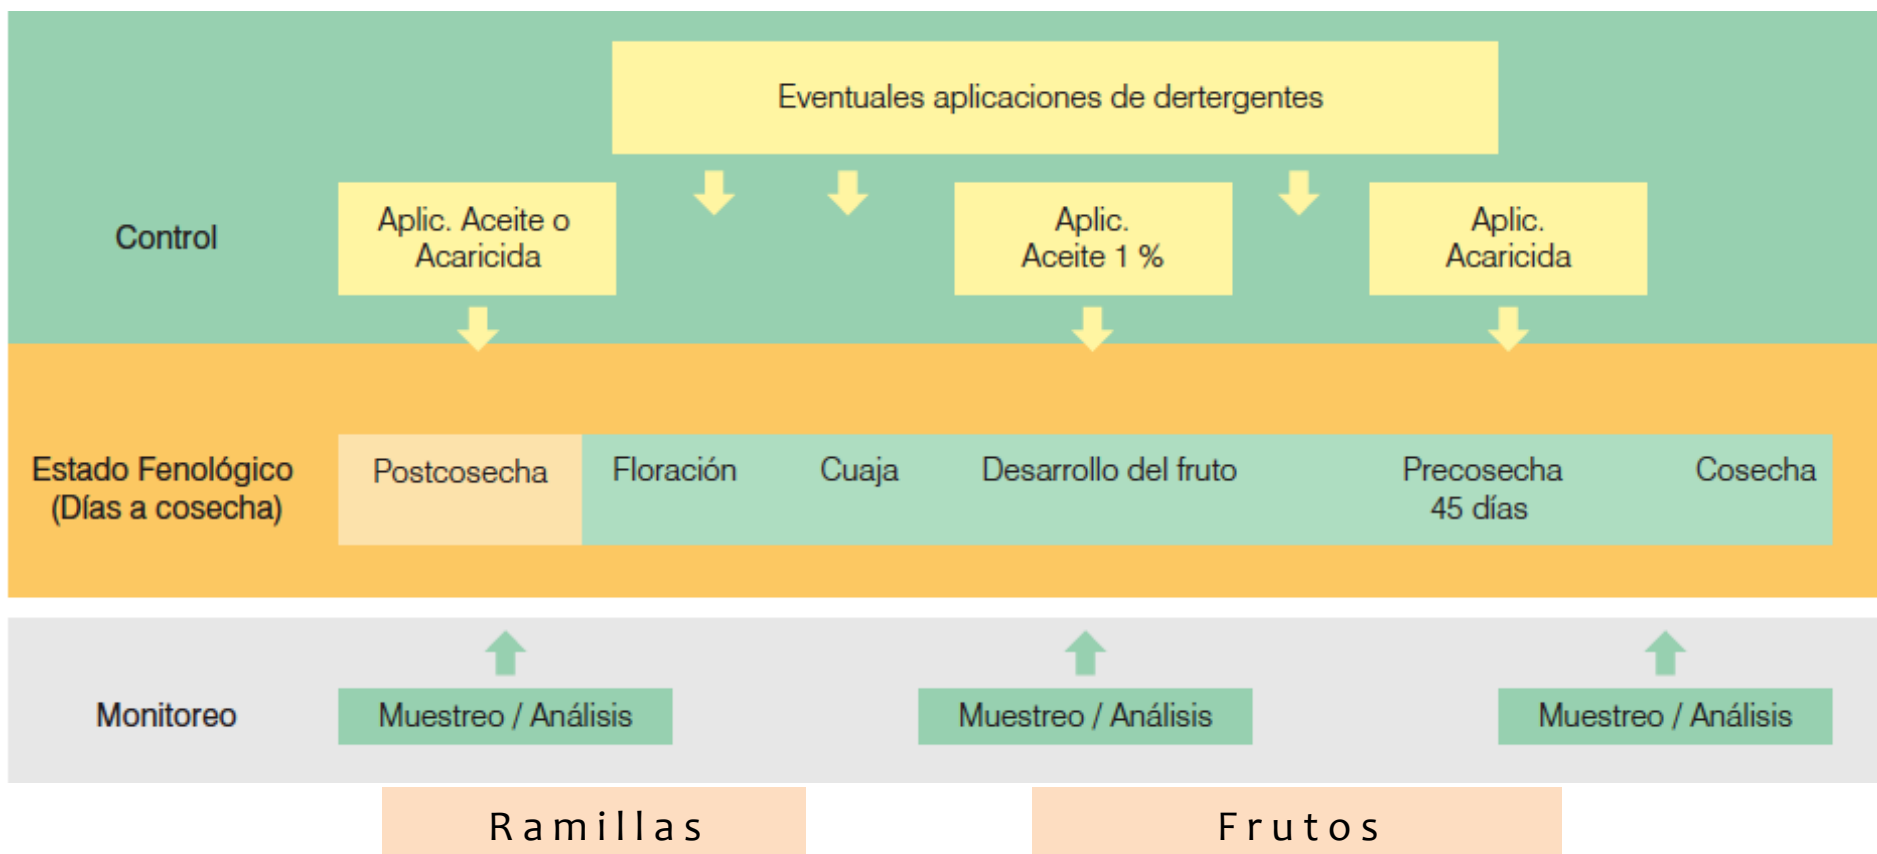 Eventuales aplicaciones de dertergentes
Control
Aplic. Aceite o
Acaricida
Aplic.
Aceite 1 %
Aplic.
Acaricida
Estado Fenológico
(Días a cosecha)
Postcosecha
Floración
Cuaja
Desarrollo del fruto
Precosecha
45 días
Cosecha
Monitoreo
Muestreo / Análisis
Muestreo / Análisis
Muestreo / Análisis
Ramillas
Frutos